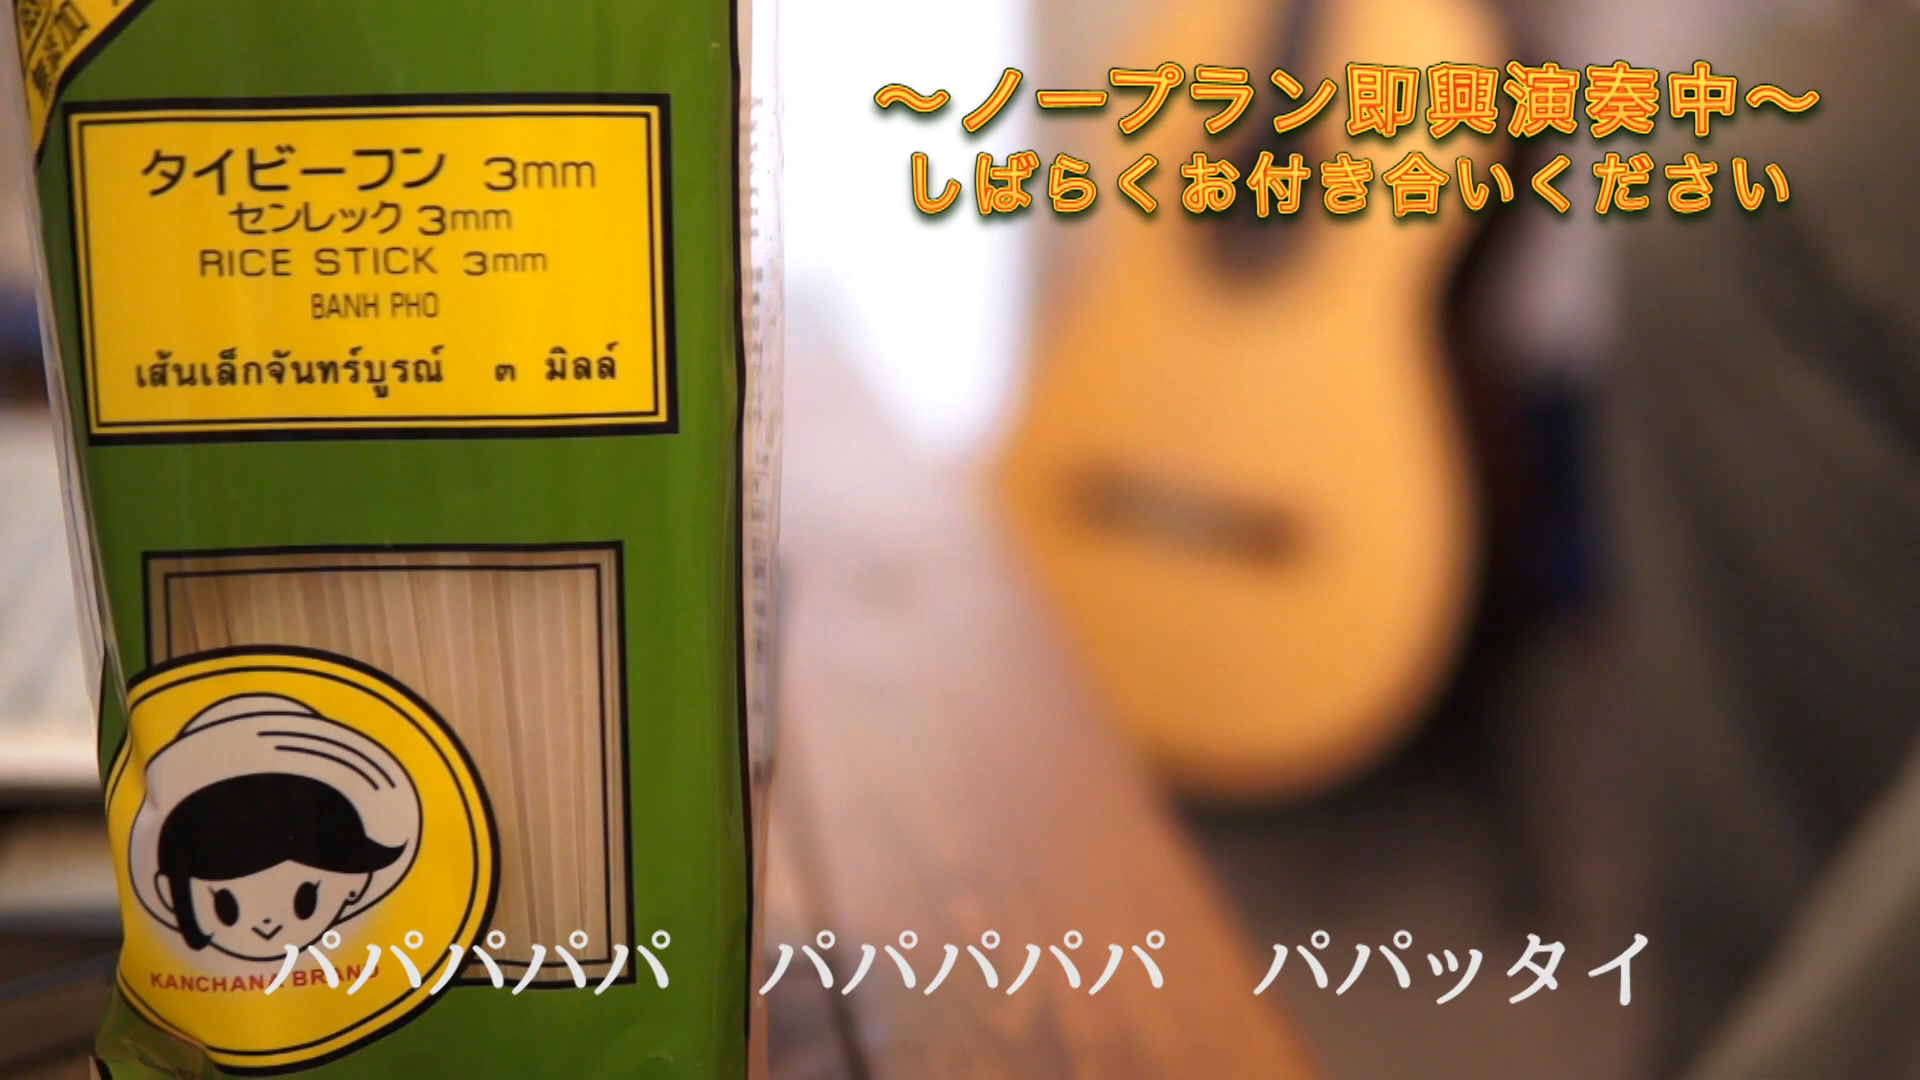 ～ノープラン即興演奏中～
しばらくお付き合いください
タイビーフン 3mm
センレック 3mm
RICE STICK 3mm
BANH PHO
เส้นเล็กจันทร์บูรณ์ ๓ มิลล์
KANCHANA BRAND
パパパパパ パパパパパ パパッタイ